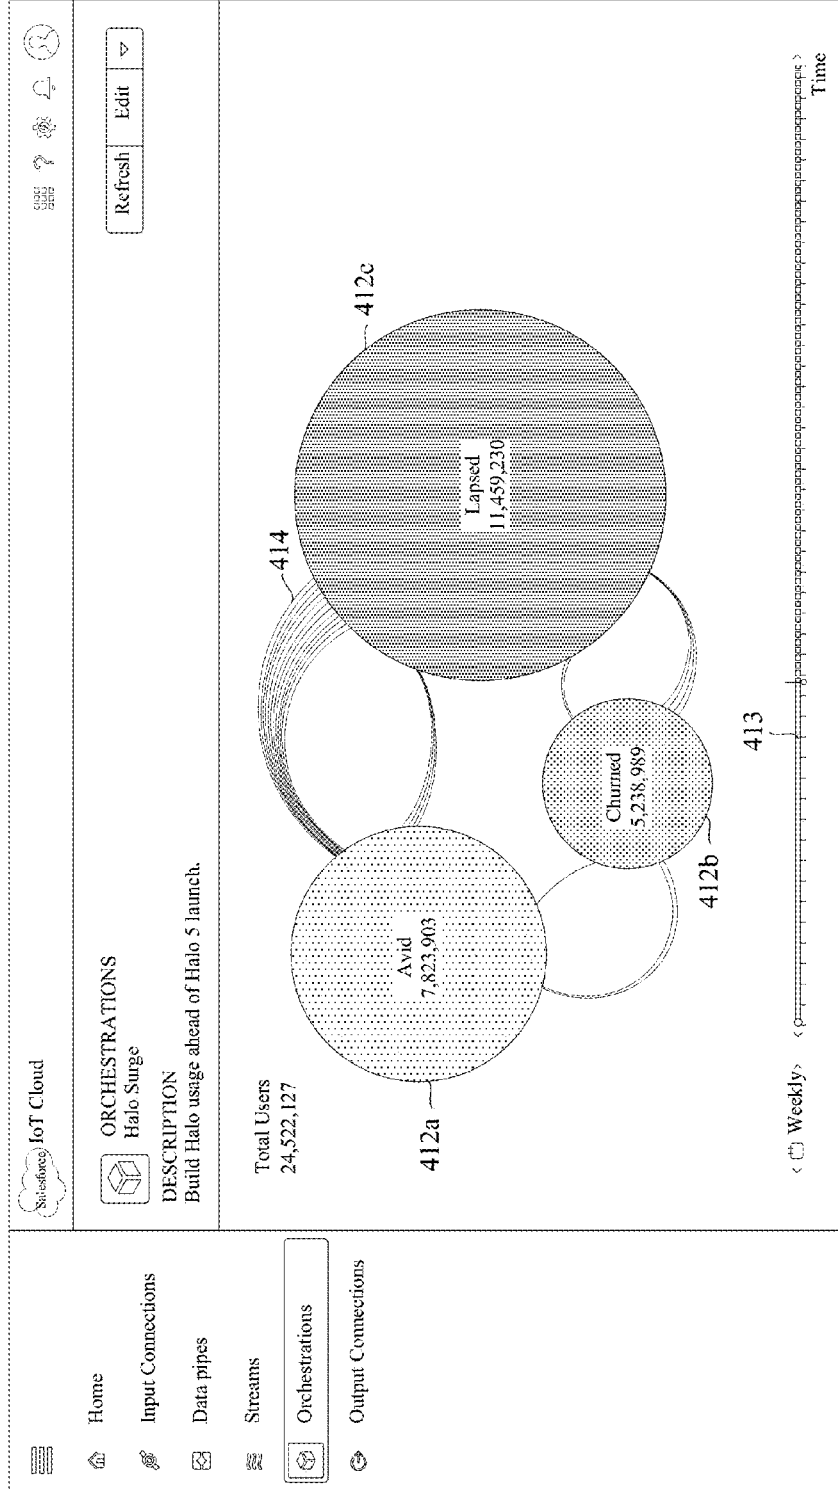 Salesforce IoT Cloud
Home
Input Connections
Data pipes
Streams
Orchestrations
Output Connections
ORCHESTRATIONS
Halo Surge
DESCRIPTION
Build Halo usage ahead of Halo 5 launch.
Refresh
Edit
Total Users
24,522,127
412a
Avid
7,823,903
414
412c
Lapsed
11,459,230
Churned
5,238,989
412b
413
Weekly
Time